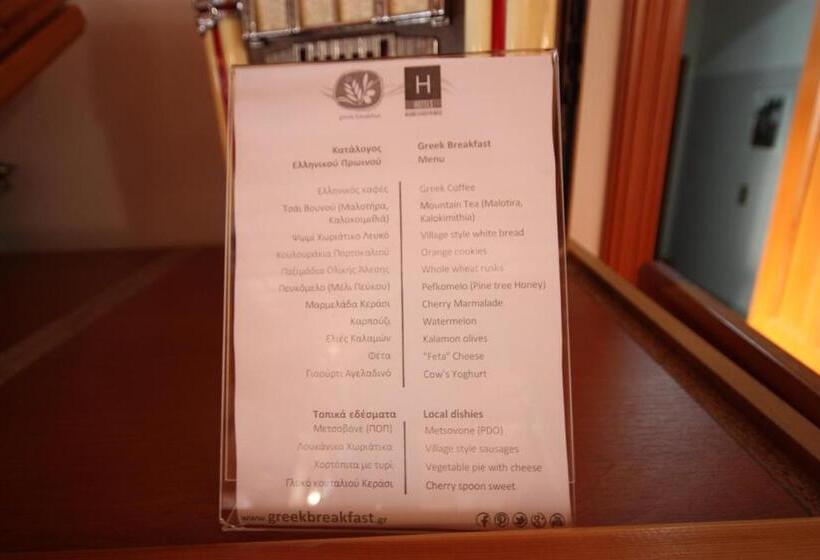 greek breakfast
H
HOTELS
Κατάλογος
Ελληνικού Πρωινού
Greek Breakfast
Menu
Ελληνικός καφές
Greek Coffee
Τσάι Βουνού (Μαλοτήρα,
Καλοκοιμιθιά)
Mountain Tea (Malotira,
Kalokimithia)
Ψωμί Χωριάτικο Λευκό
Village style white bread
Κουλουράκια Πορτοκαλιού
Orange cookies
Παξιμάδια Ολικής Άλεσης
Whole wheat rusks
Πευκόμελο (Μέλι Πεύκου)
Pefkomelo (Pine tree Honey)
Μαρμελάδα Κεράσι
Cherry Marmalade
Καρπούζι
Watermelon
Ελιές Καλαμών
Kalamon olives
Φέτα
"Feta" Cheese
Γιαούρτι Αγελαδινό
Cow's Yoghurt
Τοπικά εδέσματα
Local dishies
Μετσοβόνε (ΠΟΠ)
Metsovone (PDO)
Λουκάνικο Χωριάτικα
Village style sausages
Χορτόπιτα με τυρί
Vegetable pie with cheese
Γλυκό κουταλιού Κεράσι
Cherry spoon sweet
www.greekbreakfast.gr